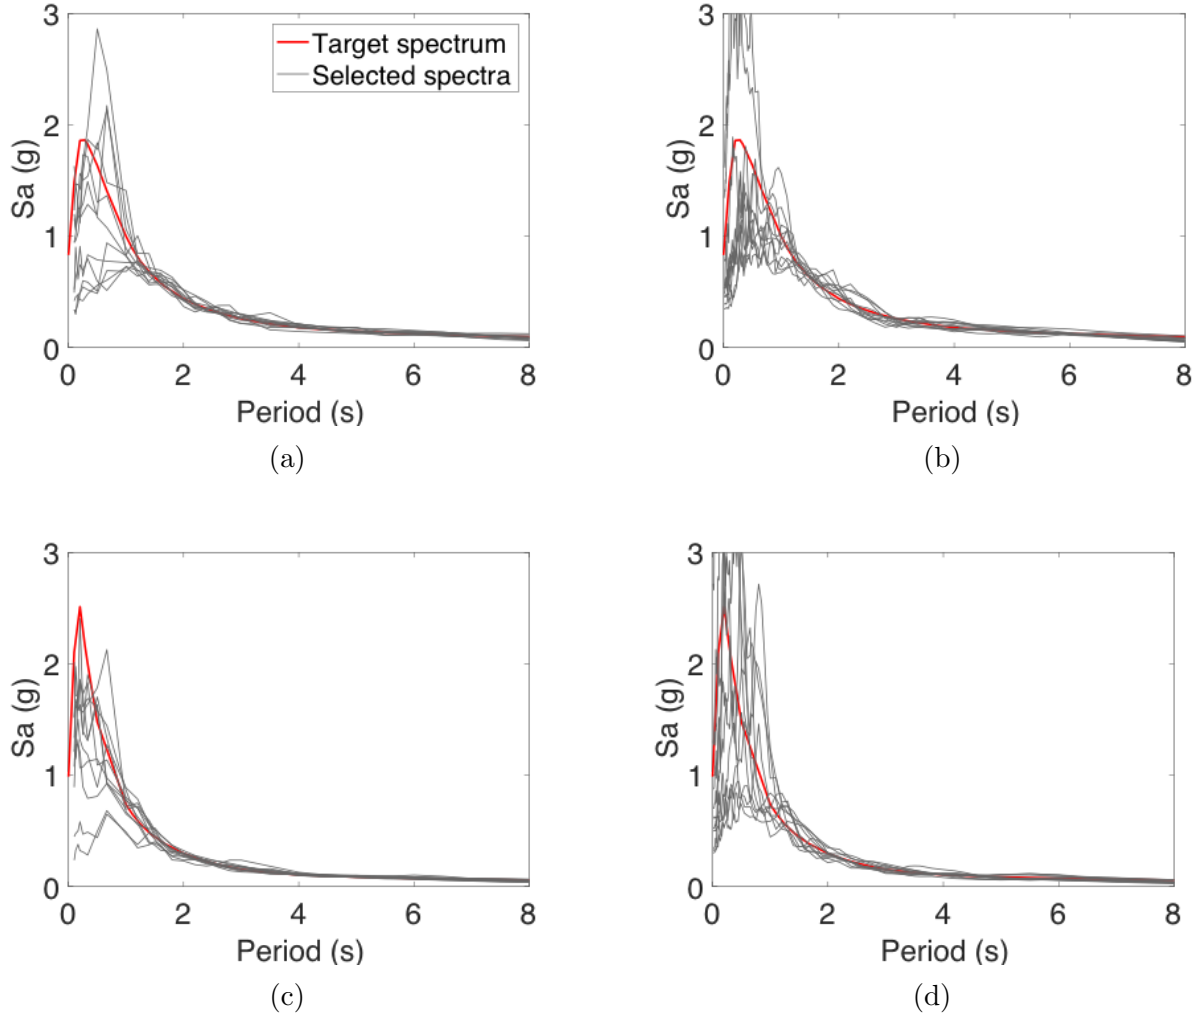 3
Target spectrum
Selected spectra
2
Sa (g)
1
0
0 2 4 6 8
Period (s)
(a)
3
2
Sa (g)
1
0
0 2 4 6 8
Period (s)
(b)
3
2
Sa (g)
1
0
0 2 4 6 8
Period (s)
(c)
3
2
Sa (g)
1
0
0 2 4 6 8
Period (s)
(d)